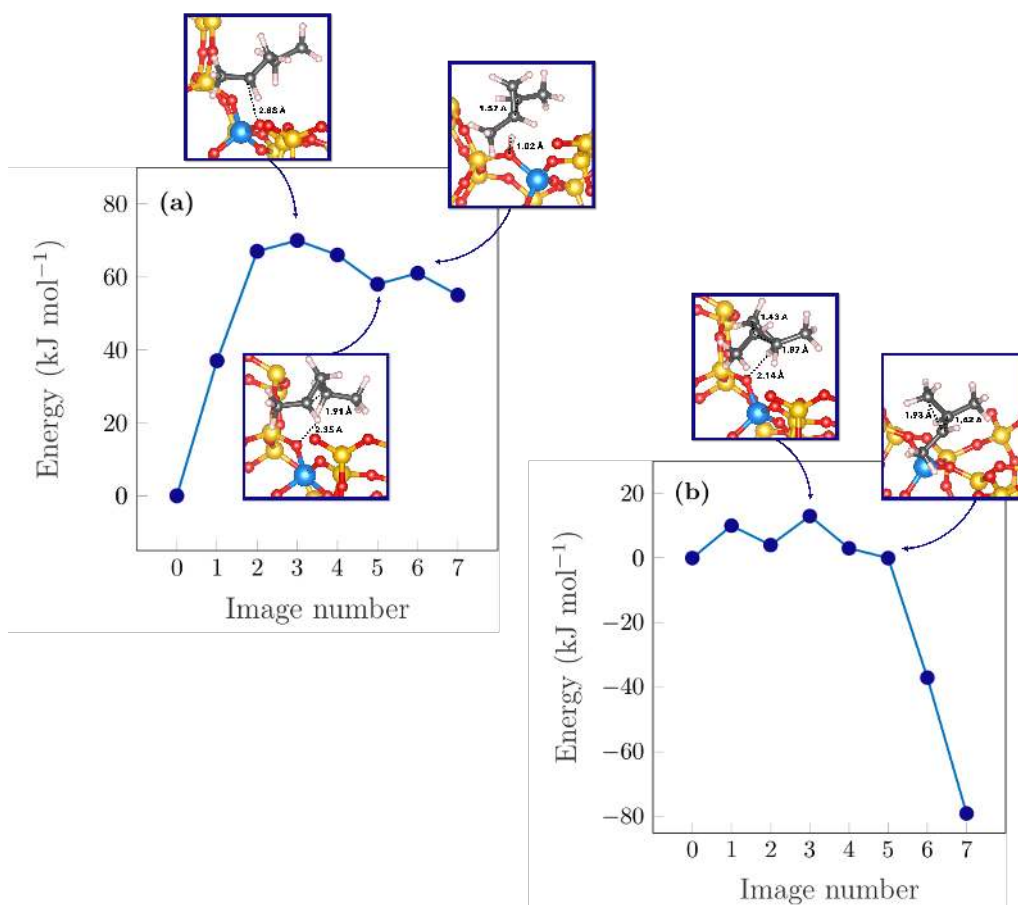 2.68 Å
1.57 Å
1.02 Å
(a)
80
60
40
20
0
Energy (kJ mol⁻¹)
1.91 Å
2.35 Å
0 1 2 3 4 5 6 7
Image number
1.43 Å
1.92 Å
2.14 Å
1.93 Å
1.62 Å
(b)
20
0
−20
−40
−60
−80
Energy (kJ mol⁻¹)
0 1 2 3 4 5 6 7
Image number